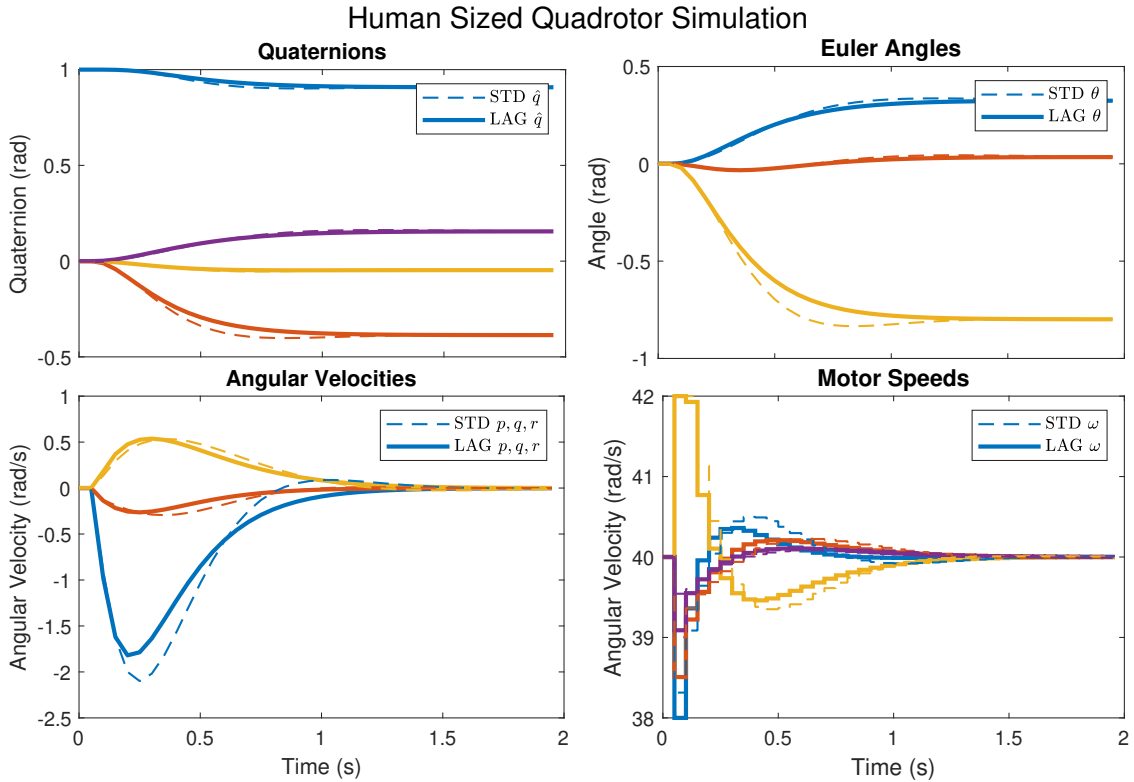 Human Sized Quadrotor Simulation
Quaternions
Quaternion (rad)
1
0.5
0
-0.5
STD q̂
LAG q̂
Euler Angles
Angle (rad)
0.5
0
-0.5
-1
STD θ
LAG θ
Angular Velocities
Angular Velocity (rad/s)
1
0.5
0
-0.5
-1
-1.5
-2
-2.5
STD p, q, r
LAG p, q, r
0
0.5
1
1.5
2
Time (s)
Motor Speeds
Angular Velocity (rad/s)
42
41
40
39
38
STD ω
LAG ω
0
0.5
1
1.5
2
Time (s)